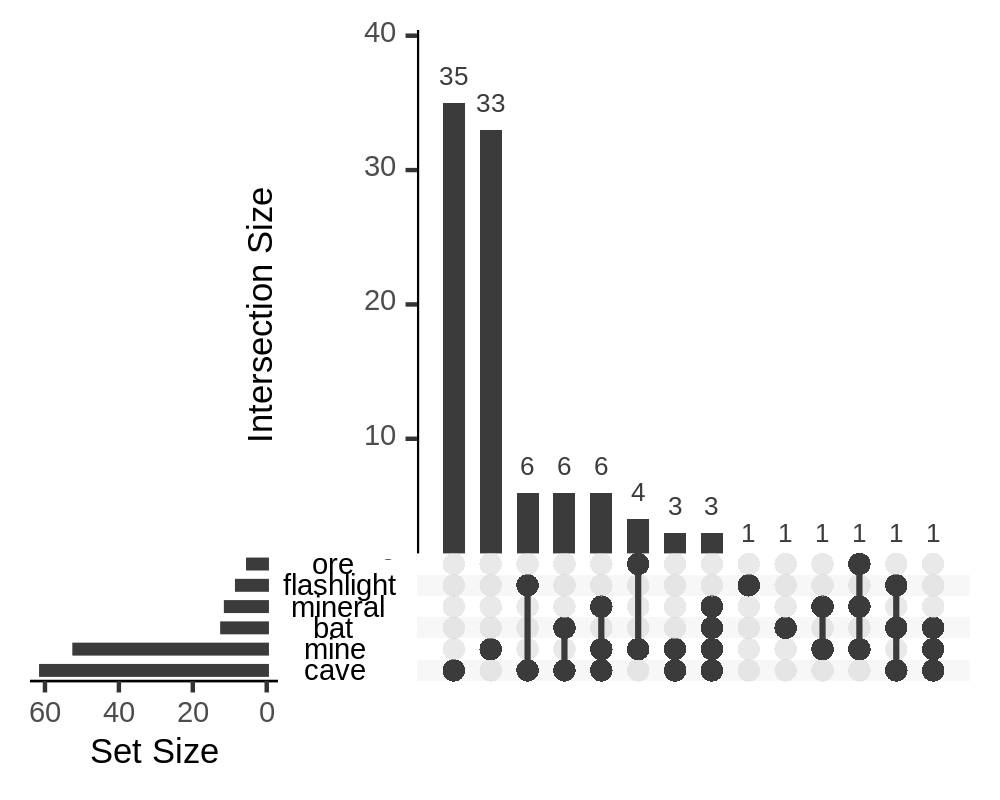 40
35
33
30
Intersection Size
20
10
6 6 6 4 3 3 1 1 1 1 1 1
ore
flashlight
mineral
bat
mine
cave
60 40 20 0
Set Size